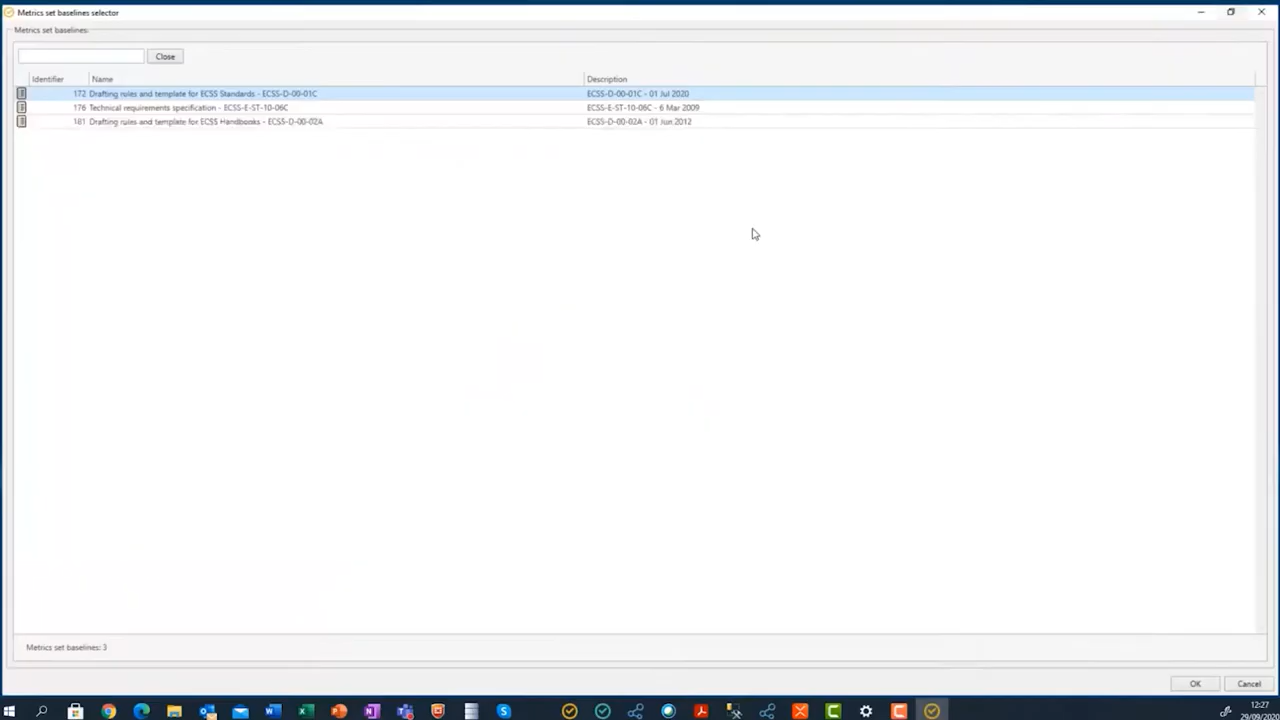 Metrics set baselines selector
Metrics set baselines:
Close
Identifier Name Description
172 Drafting rules and template for ECSS Standards - ECSS-D-00-01C ECSS-D-00-01C - 01 Jul 2020
176 Technical requirements specification - ECSS-E-ST-10-06C ECSS-E-ST-10-06C - 6 Mar 2009
181 Drafting rules and template for ECSS Handbooks - ECSS-D-00-02A ECSS-D-00-02A - 01 Jun 2012
Metrics set baselines: 3
OK Cancel
12:27
29/09/2020